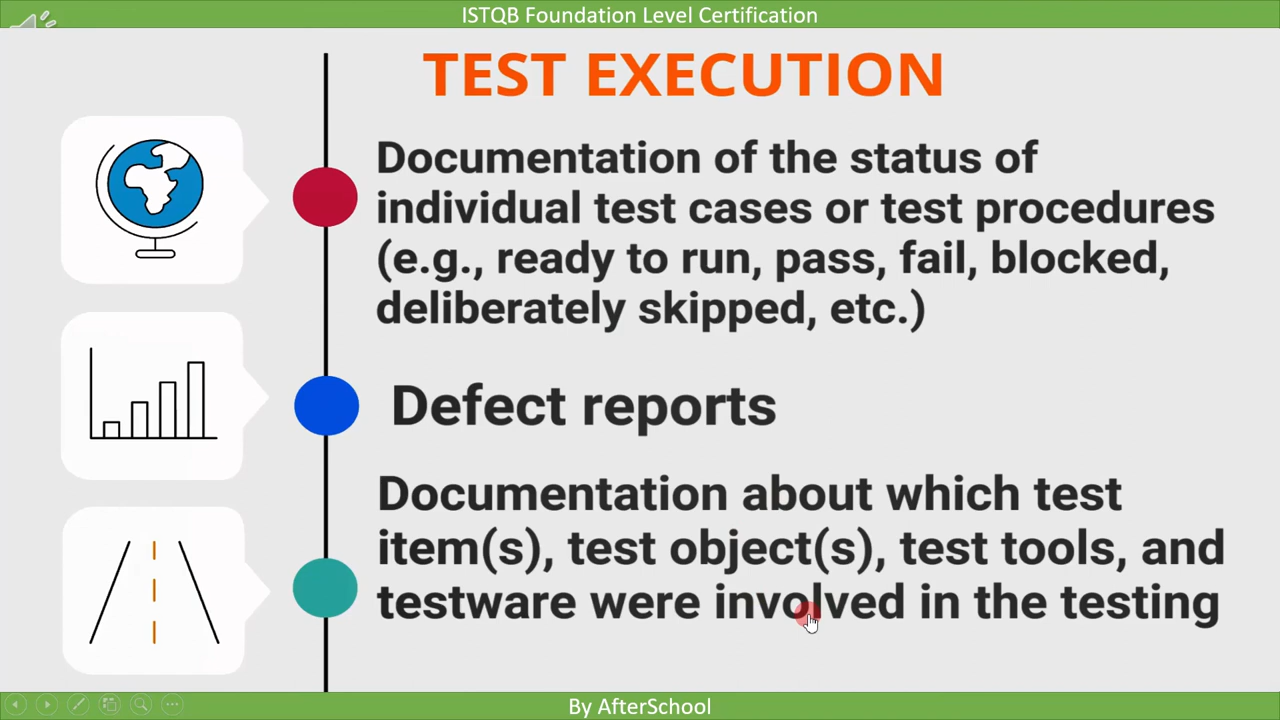 ISTQB Foundation Level Certification
TEST EXECUTION
Documentation of the status of
individual test cases or test procedures
(e.g., ready to run, pass, fail, blocked,
deliberately skipped, etc.)
Defect reports
Documentation about which test
item(s), test object(s), test tools, and
testware were involved in the testing
By AfterSchool